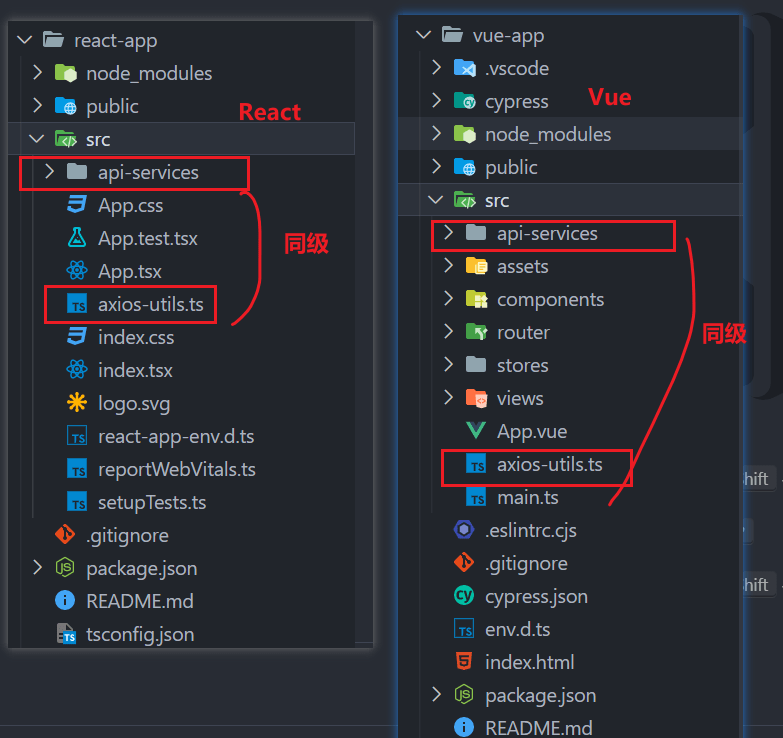 react-app
node_modules
public
React
src
api-services
App.css
App.test.tsx
同级
App.tsx
axios-utils.ts
index.css
index.tsx
logo.svg
react-app-env.d.ts
reportWebVitals.ts
setupTests.ts
.gitignore
package.json
README.md
tsconfig.json
vue-app
.vscode
cypress
Vue
node_modules
public
src
api-services
assets
components
router
同级
stores
views
App.vue
axios-utils.ts
main.ts
.eslintrc.cjs
.gitignore
cypress.json
env.d.ts
index.html
package.json
README.md
hift
hift